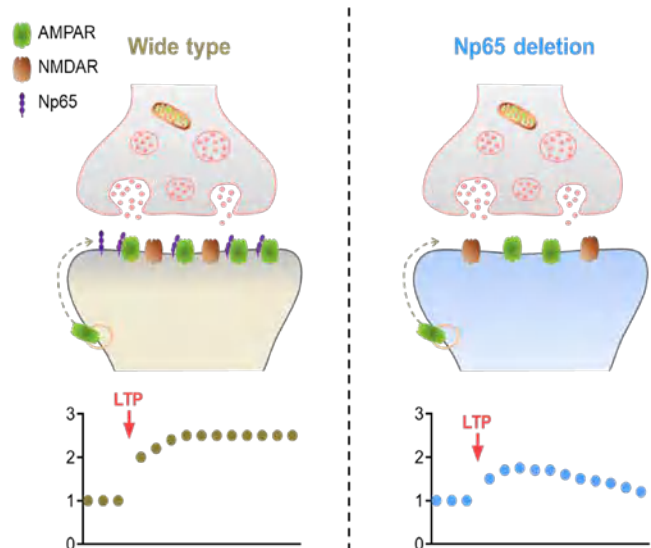 AMPAR
NMDAR
Np65
Wide type
LTP
3
2
1
0
Np65 deletion
LTP
3
2
1
0